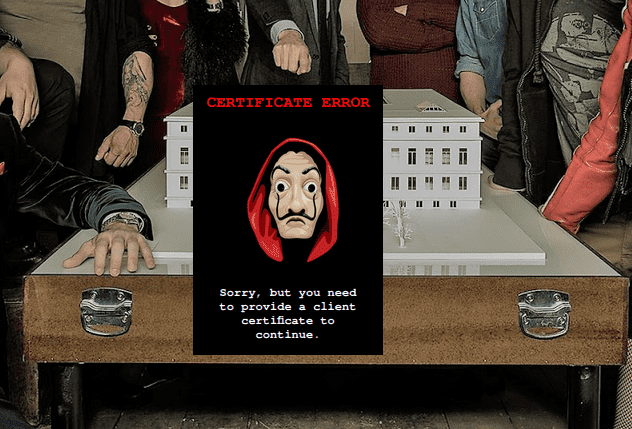 CERTIFICATE ERROR
Sorry, but you need
to provide a client
certificate to
continue.